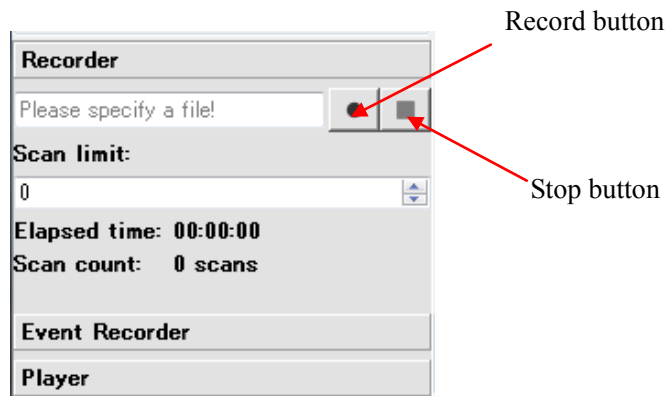 Record button
Recorder
Please specify a file!
Scan limit:
0
Stop button
Elapsed time: 00:00:00
Scan count: 0 scans
Event Recorder
Player